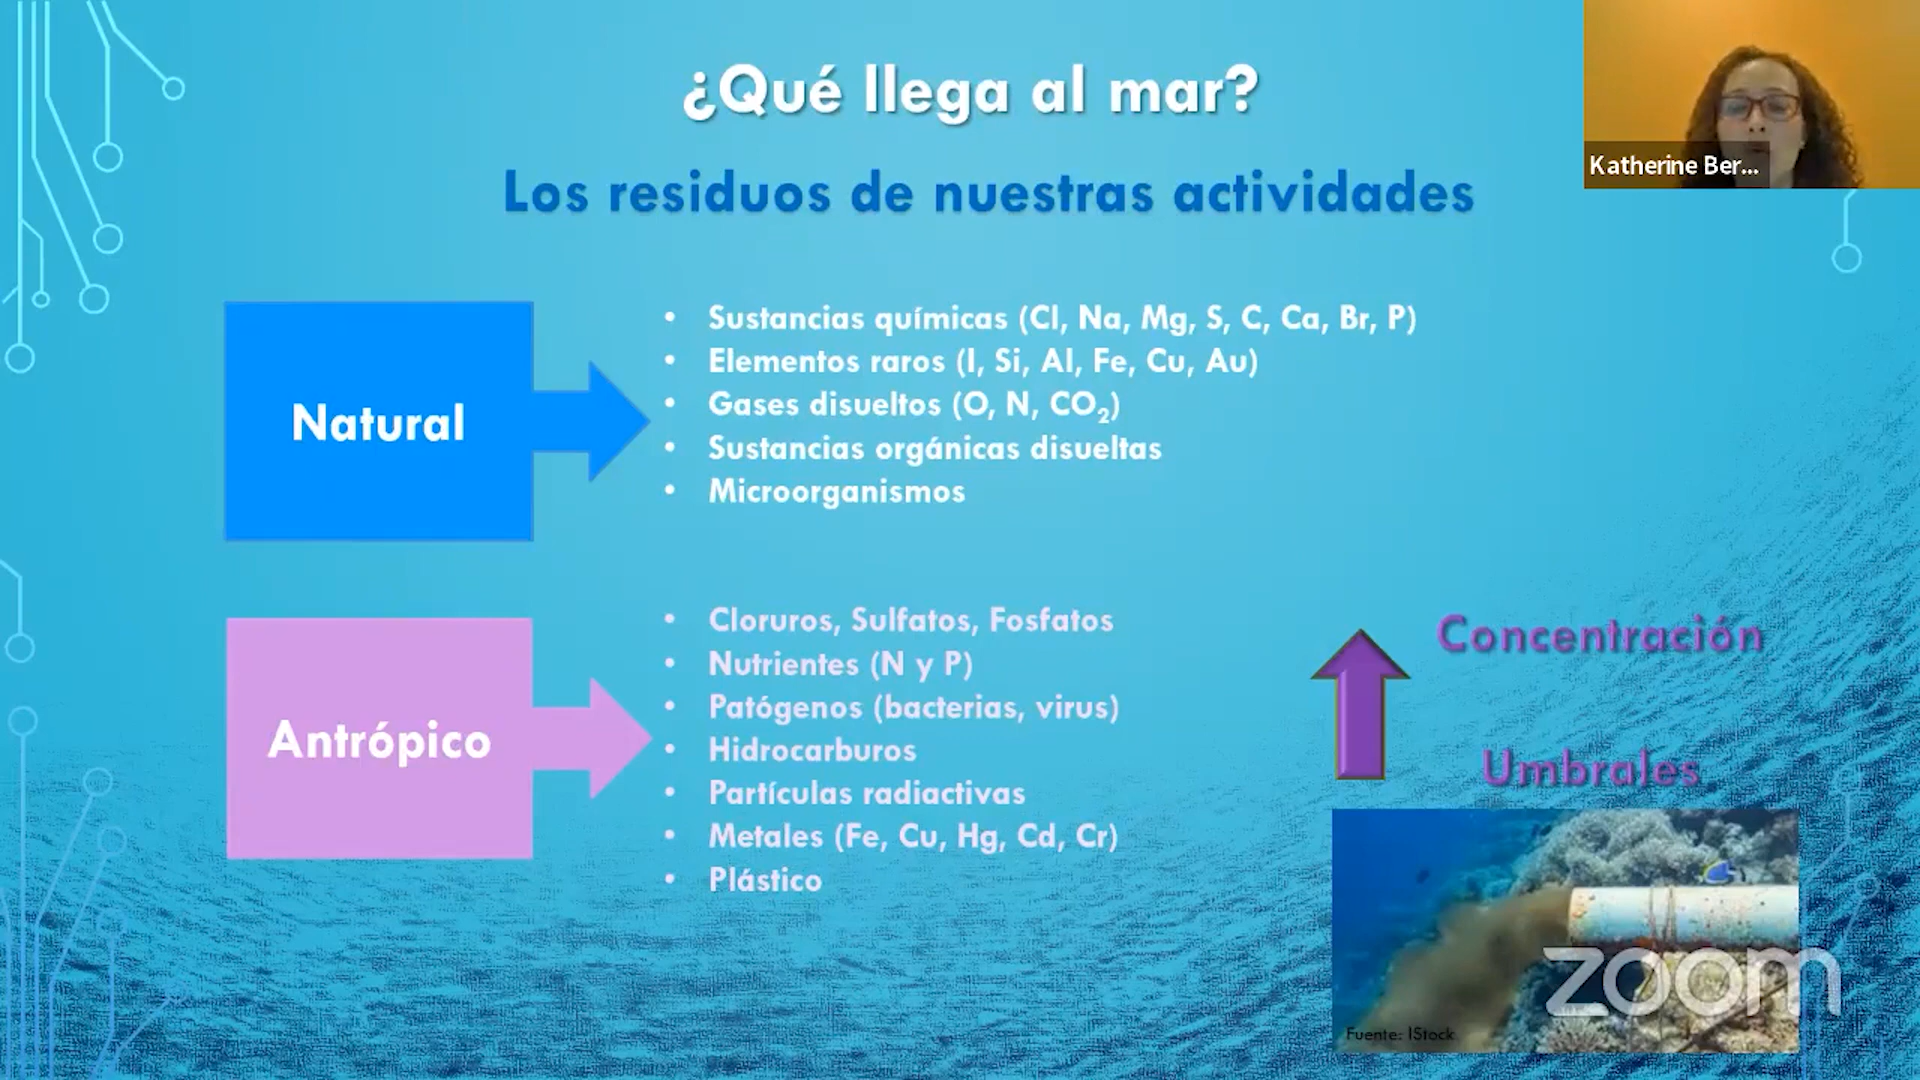 ¿Qué llega al mar?
Los residuos de nuestras actividades
Katherine Ber...
Natural
• Sustancias químicas (Cl, Na, Mg, S, C, Ca, Br, P)
• Elementos raros (I, Si, Al, Fe, Cu, Au)
• Gases disueltos (O, N, CO₂)
• Sustancias orgánicas disueltas
• Microorganismos
Antrópico
• Cloruros, Sulfatos, Fosfatos
• Nutrientes (N y P)
• Patógenos (bacterias, virus)
• Hidrocarburos
• Partículas radiactivas
• Metales (Fe, Cu, Hg, Cd, Cr)
• Plástico
Concentración
Umbrales
Fuente: IStock
zoom